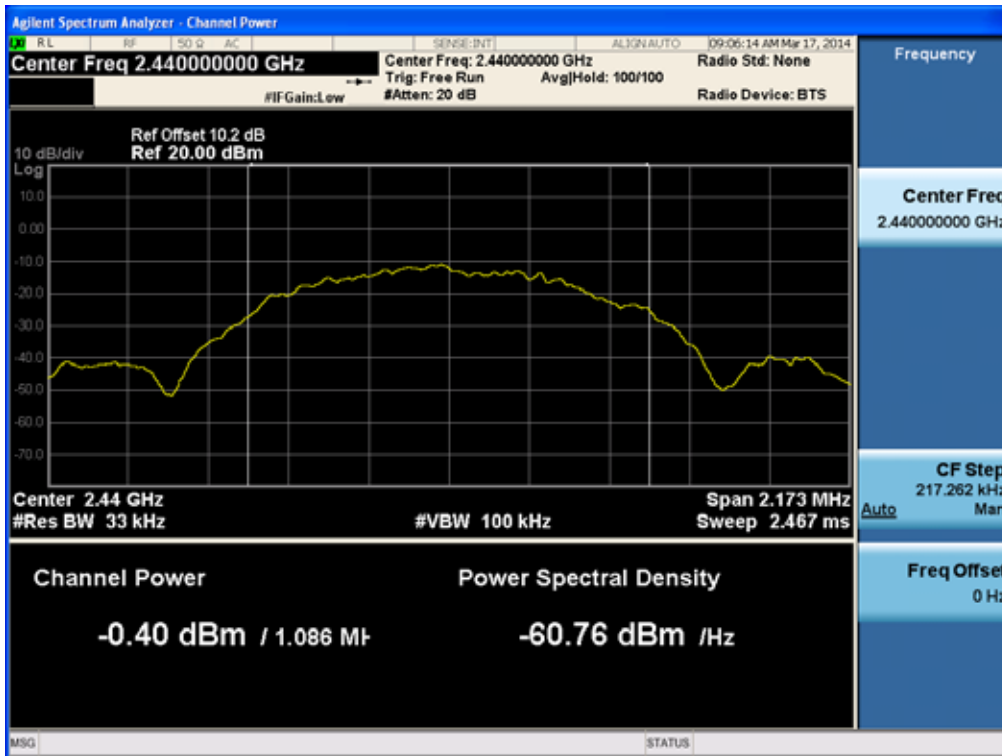 Agilent Spectrum Analyzer - Channel Power
LXI RL RF 50 Ω AC SENSE:INT ALIGNAUTO 09:06:14 AM Mar 17, 2014
Center Freq 2.440000000 GHz
Center Freq: 2.440000000 GHz
Radio Std: None
Trig: Free Run
Avg|Hold: 100/100
#IFGain:Low
#Atten: 20 dB
Radio Device: BTS
Ref Offset 10.2 dB
10 dB/div
Ref 20.00 dBm
Log
10.0
0.00
-10.0
-20.0
-30.0
-40.0
-50.0
-60.0
-70.0
Center 2.44 GHz
Span 2.173 MHz
#Res BW 33 kHz
#VBW 100 kHz
Sweep 2.467 ms
Channel Power
Power Spectral Density
-0.40 dBm / 1.086 MH
-60.76 dBm /Hz
MSG
STATUS
Frequency
Center Freq
2.440000000 GHz
CF Step
217.262 kHz
Auto Man
Freq Offset
0 Hz